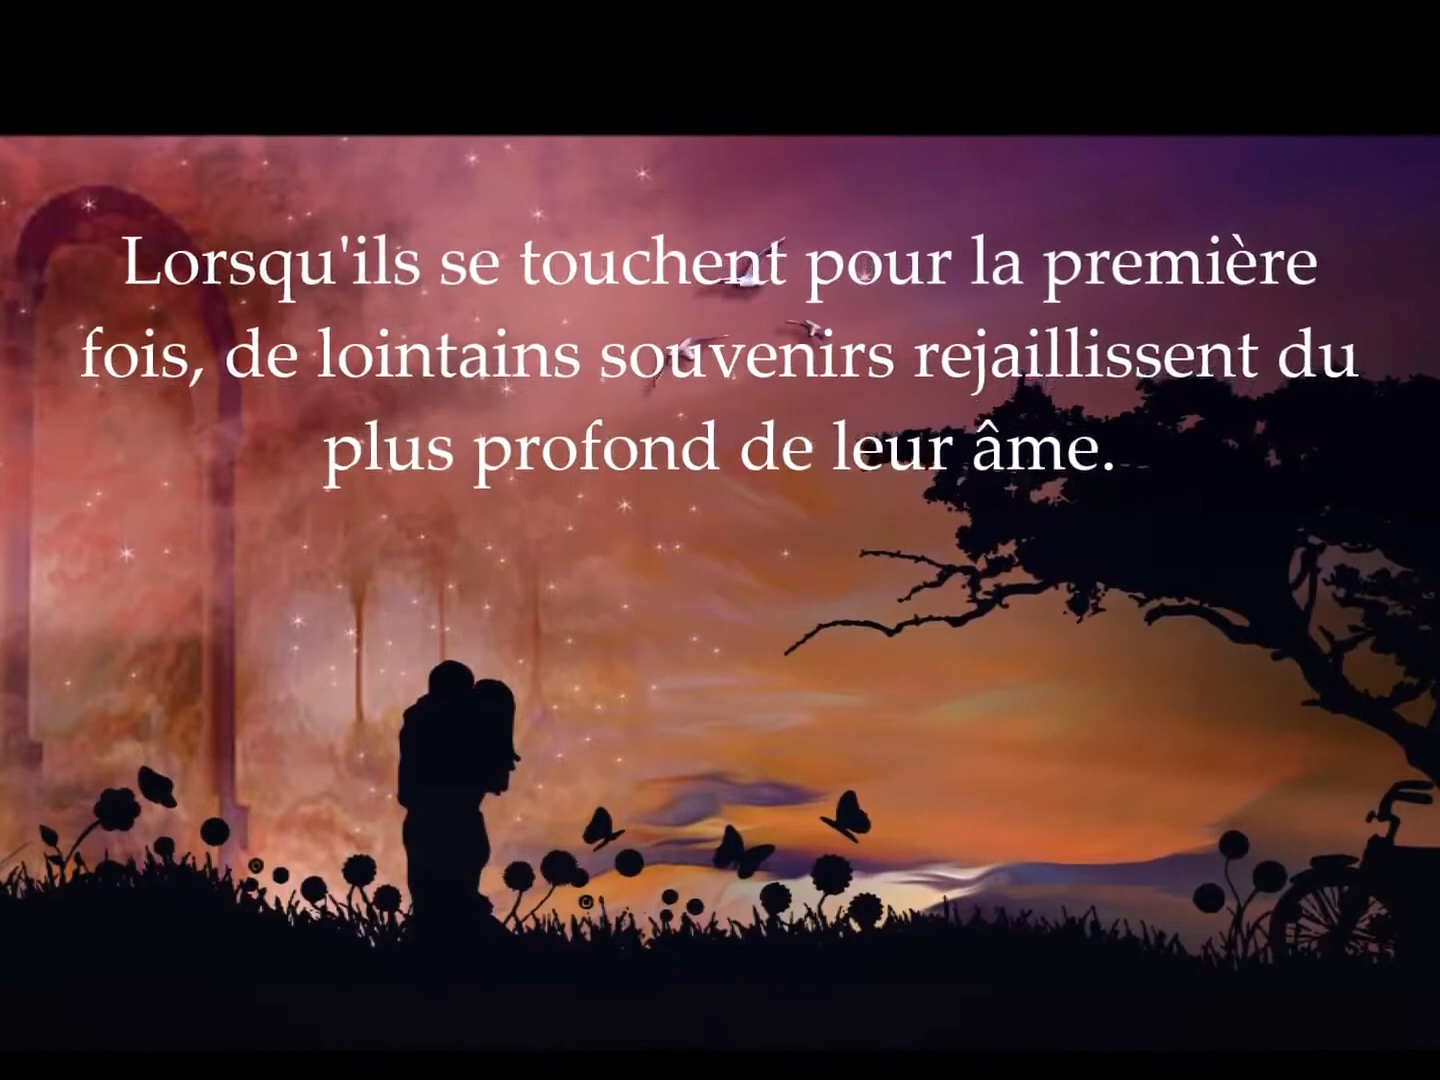 Lorsqu'ils se touchent pour la première
fois, de lointains souvenirs rejaillissent du
plus profond de leur âme.